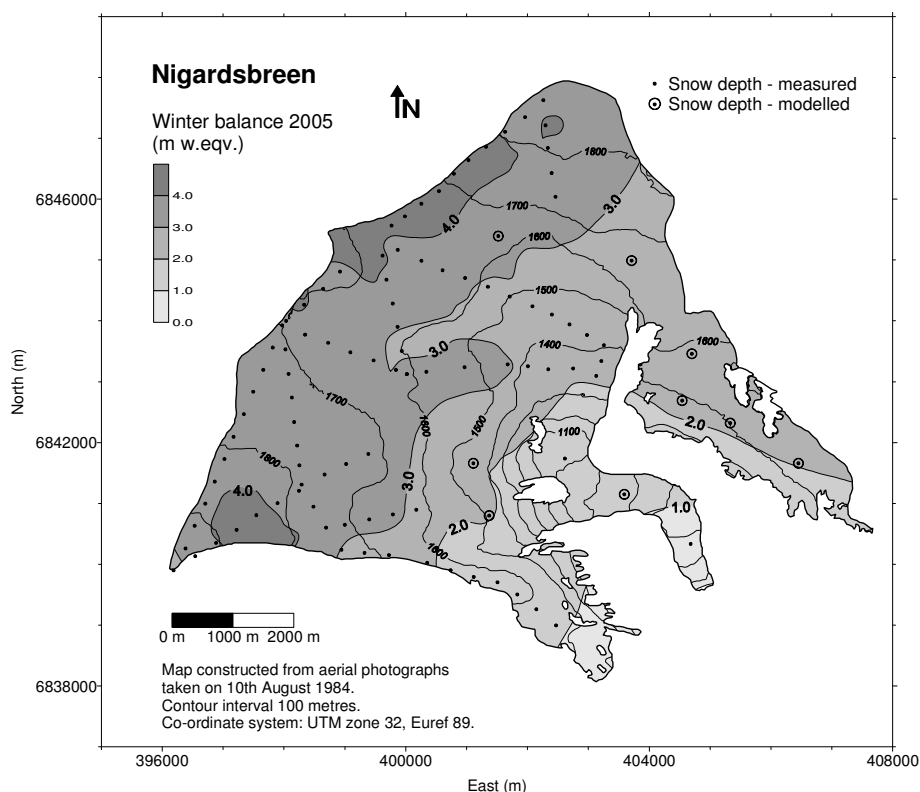 Nigardsbreen
Winter balance 2005
(m w.eqv.)
4.0
3.0
2.0
1.0
0.0
N
Snow depth - measured
Snow depth - modelled
6846000
6842000
6838000
North (m)
1800
3.0
1700
4.0
1600
1500
3.0
1400
1600
1700
1600
1500
2.0
1100
1800
4.0
3.0
2.0
1.0
1600
0 m 1000 m 2000 m
Map constructed from aerial photographs
taken on 10th August 1984.
Contour interval 100 metres.
Co-ordinate system: UTM zone 32, Euref 89.
396000
400000
404000
408000
East (m)